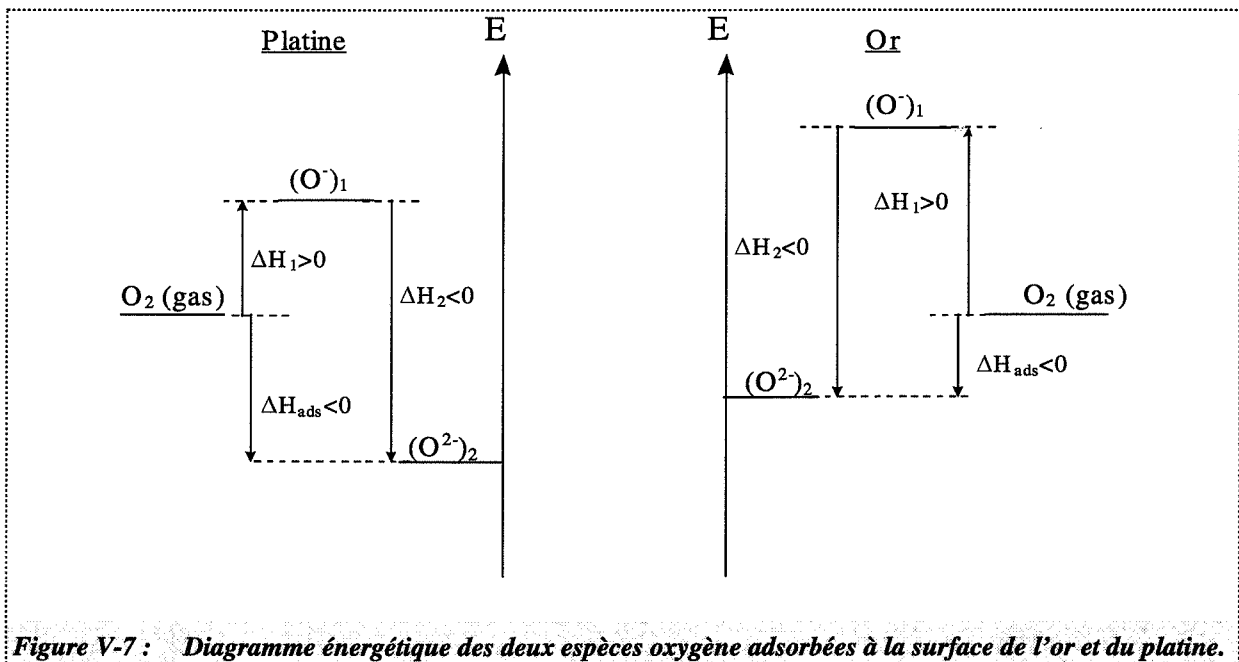 Platine
E
E
Or
(O⁻)₁
(O⁻)₁
ΔH₁>0
ΔH₁>0
ΔH₂<0
O₂ (gas)
ΔH₂<0
O₂ (gas)
ΔH_ads<0
(O²⁻)₂
ΔH_ads<0
(O²⁻)₂
Figure V-7 : Diagramme énergétique des deux espèces oxygène adsorbées à la surface de l'or et du platine.